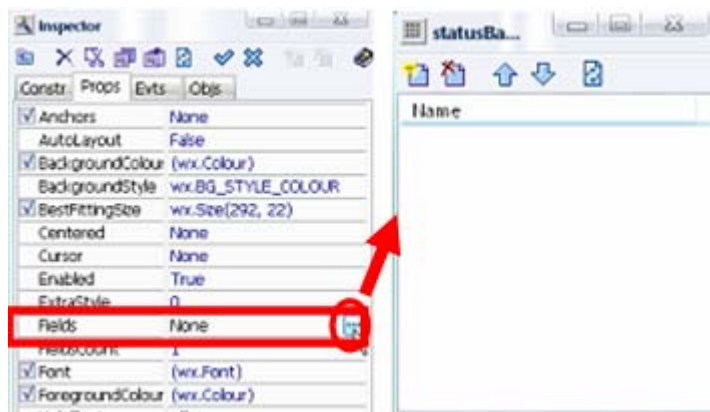 Inspector
Constr. Props Evts Objs
Anchors None
AutoLayout False
BackgroundColour (wx.Colour)
BackgroundStyle wx.BG_STYLE_COLOUR
BestFittingSize wx.Size(292, 22)
Centered None
Cursor None
Enabled True
ExtraStyle 0
Fields None
FieldsCount 1
Font (wx.Font)
ForegroundColour (wx.Colour)
statusBa...
Name